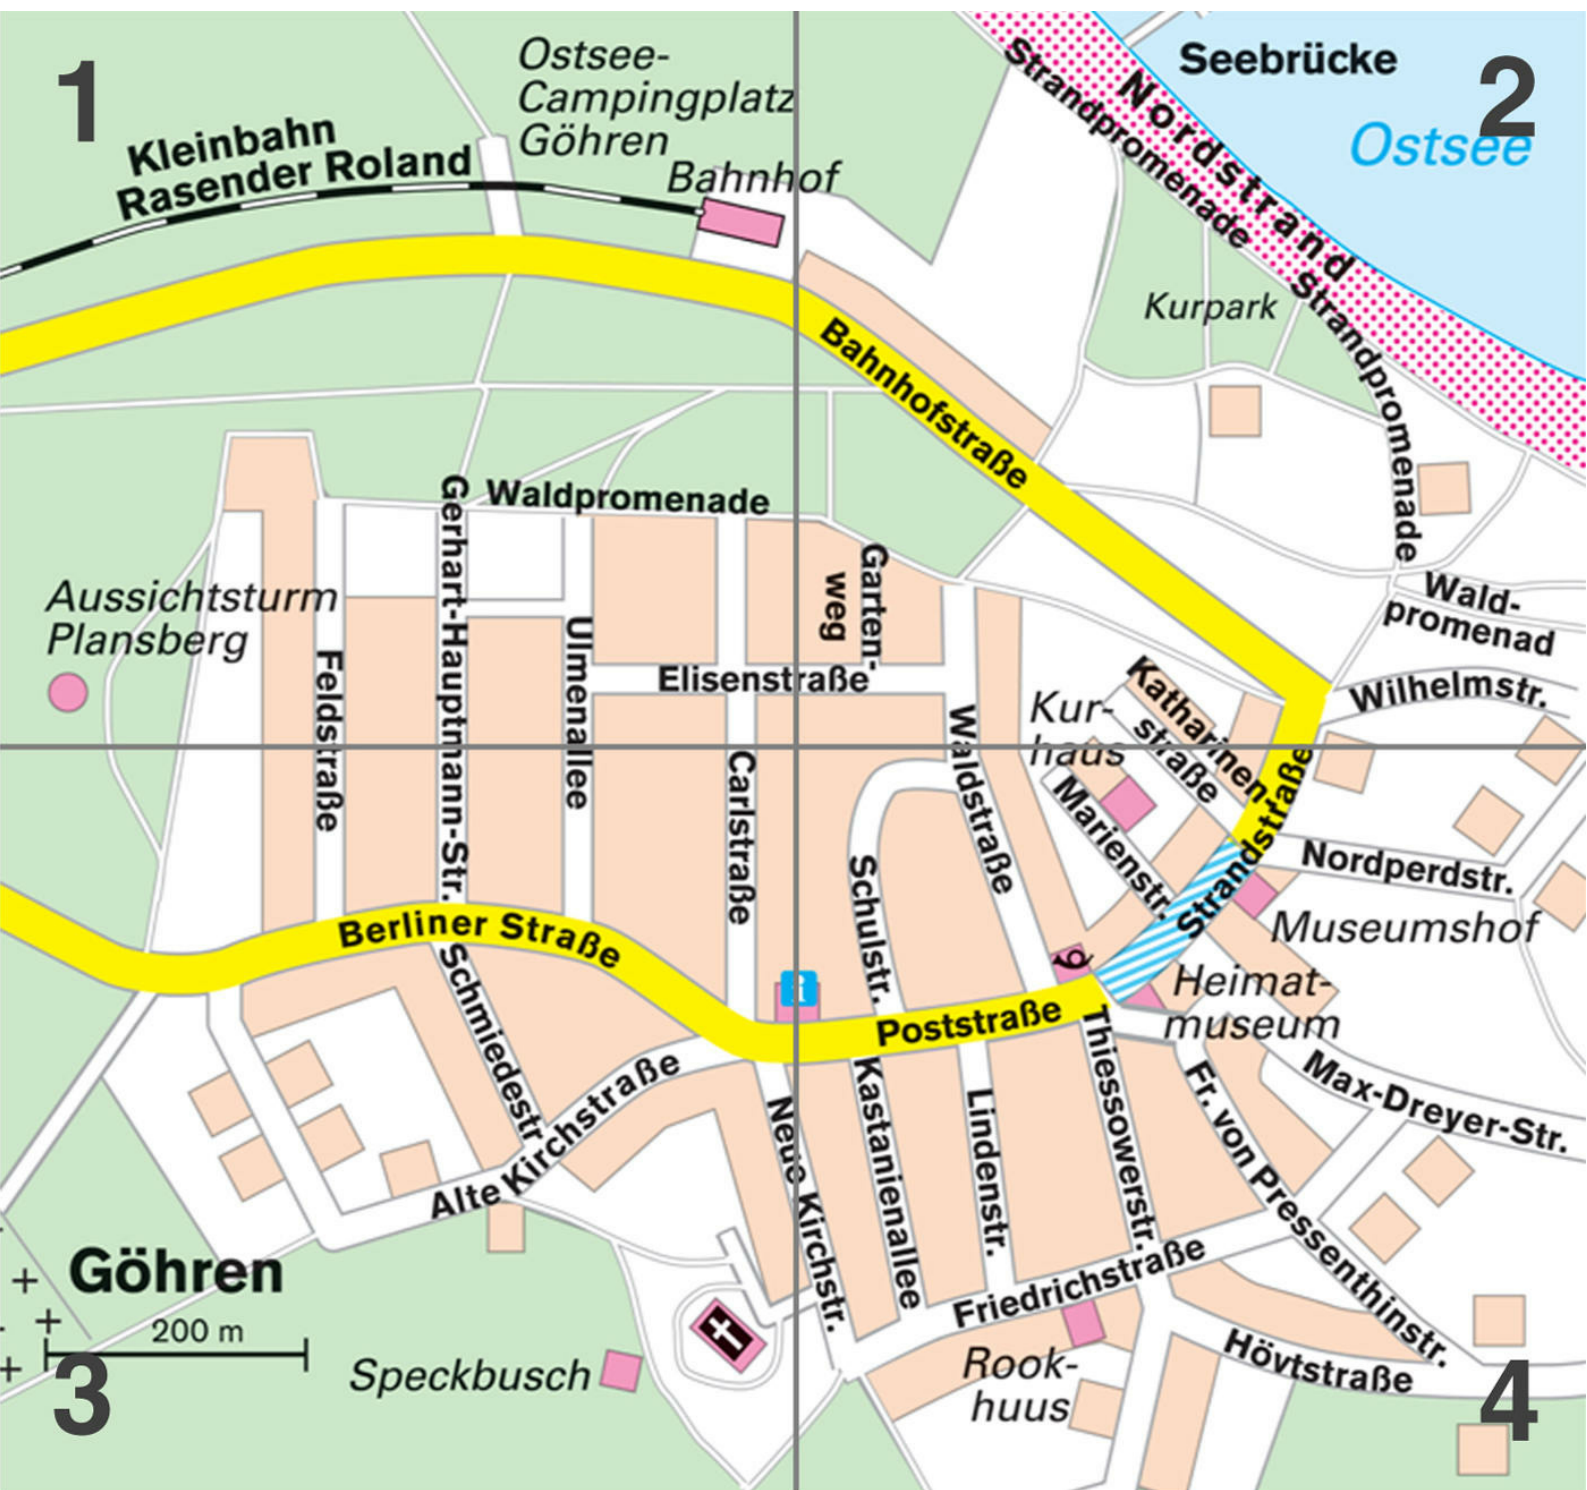 1
2
Ostsee-
Campingplatz
Göhren
Kleinbahn
Rasender Roland
Bahnhof
Seebrücke
Ostsee
Nordstrand
Strandpromenade
Strandpromenade
Kurpark
Bahnhofstraße
Waldpromenade
Garten-
weg
Gerhart-Hauptmann-Str.
Aussichtsturm
Plansberg
Feldstraße
Ulmenallee
Elisenstraße
Wald-
promenad
Wilhelmstr.
Katharinen-
straße
Kur-
haus
Waldstraße
Carlstraße
Marienstr.
Strandstraße
Nordperdstr.
Museumshof
Schulstr.
Berliner Straße
Schmiedestr.
i
Poststraße
Heimat-
museum
Thiessowerstr.
Alte Kirchstraße
Neue Kirchstr.
Kastanienallee
Lindenstr.
Fr. von Pressenthinstr.
Max-Dreyer-Str.
Friedrichstraße
Göhren
200 m
Speckbusch
Rook-
huus
Hövtstraße
3
4